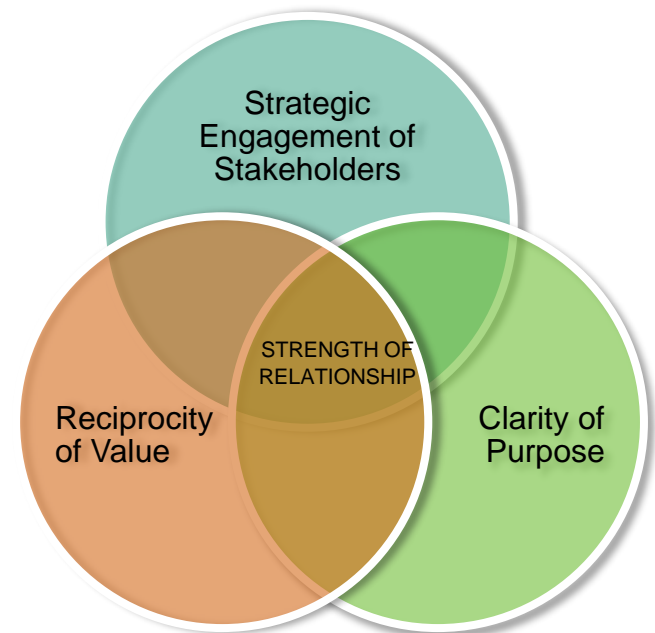 Strategic
Engagement of
Stakeholders
STRENGTH OF
RELATIONSHIP
Reciprocity
of Value
Clarity of
Purpose